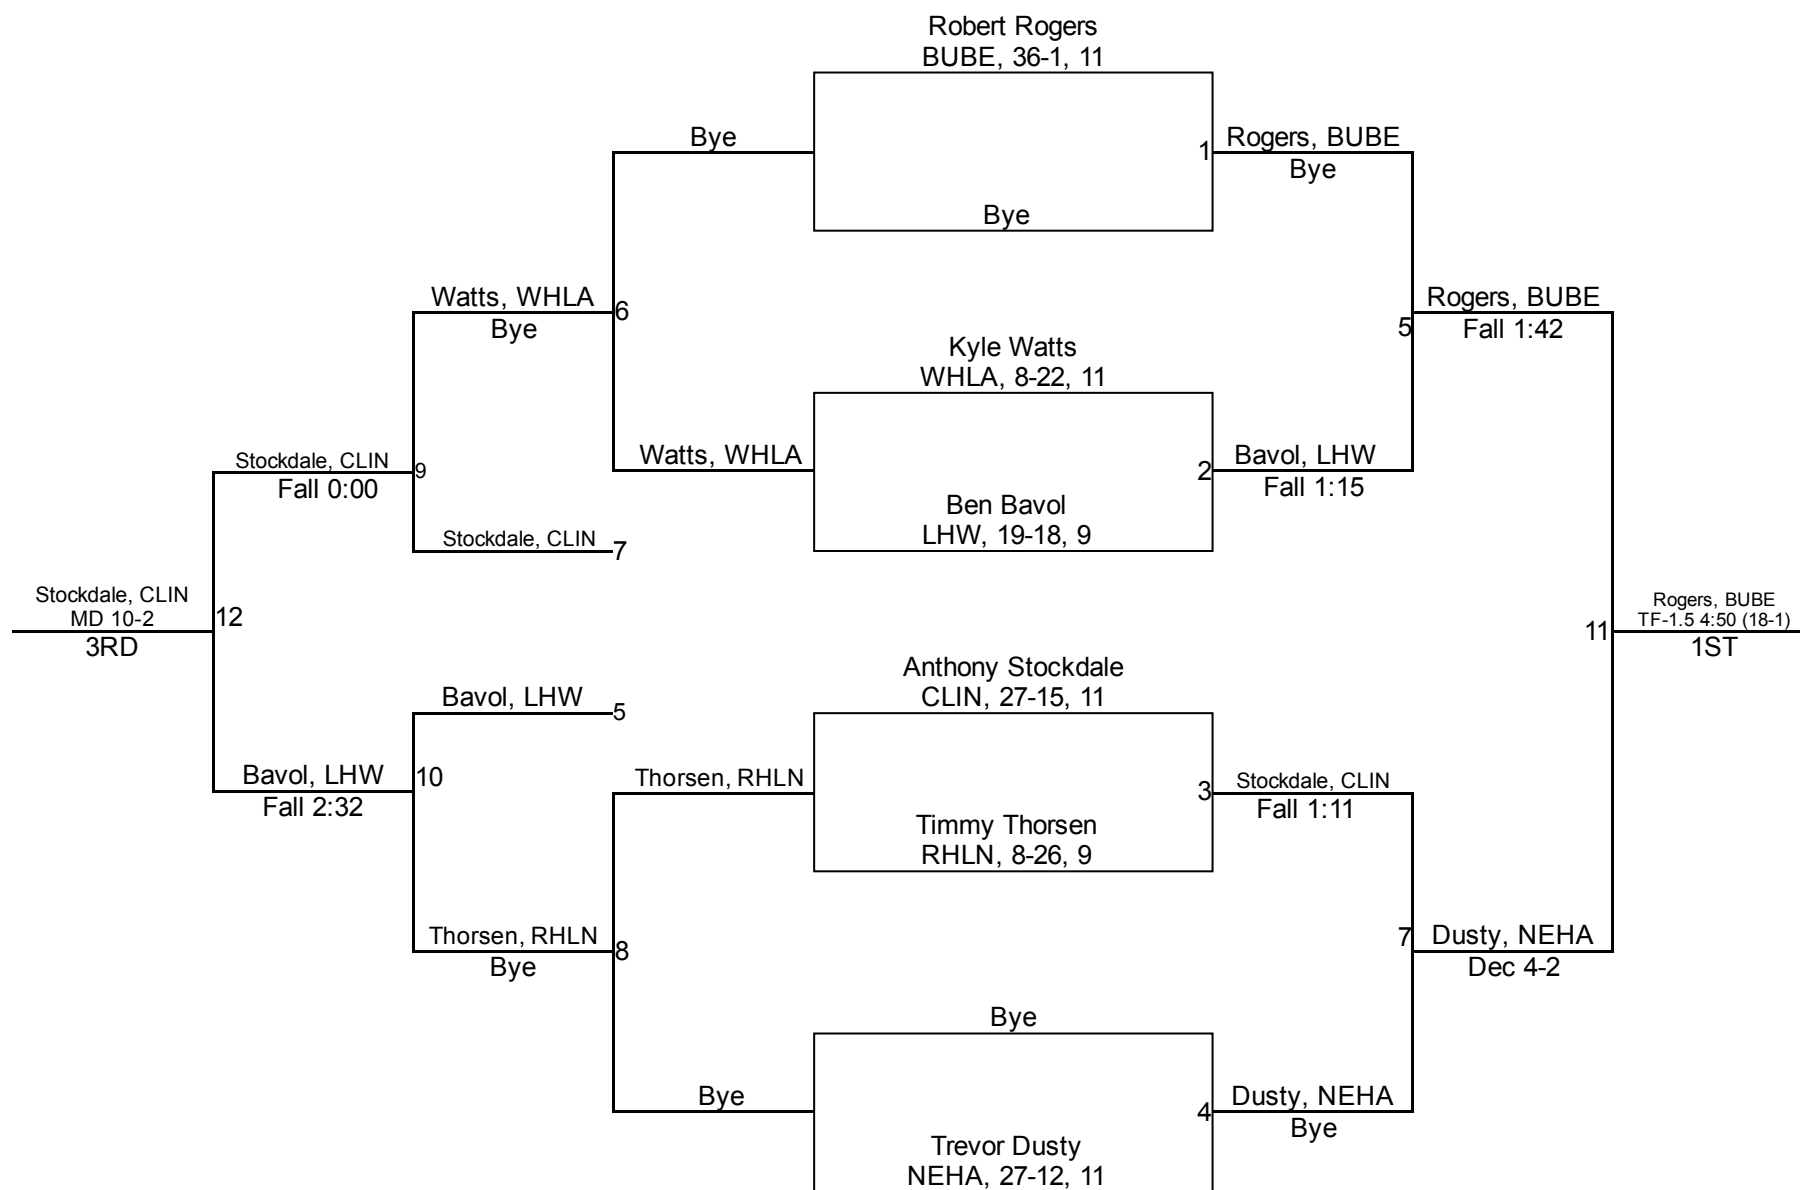 Robert Rogers
BUBE, 36-1, 11
Bye
1
Rogers, BUBE
Bye
Bye
Watts, WHLA
Bye
6
Rogers, BUBE
Fall 1:42
5
Kyle Watts
WHLA, 8-22, 11
Stockdale, CLIN
Fall 0:00
9
Watts, WHLA
2
Bavol, LHW
Fall 1:15
Ben Bavol
LHW, 19-18, 9
Stockdale, CLIN
7
Stockdale, CLIN
MD 10-2
3RD
12
11
Rogers, BUBE
TF-1.5 4:50 (18-1)
1ST
Anthony Stockdale
CLIN, 27-15, 11
Bavol, LHW
5
Bavol, LHW
Fall 2:32
10
Thorsen, RHLN
3
Stockdale, CLIN
Fall 1:11
Timmy Thorsen
RHLN, 8-26, 9
Thorsen, RHLN
Bye
8
7
Dusty, NEHA
Dec 4-2
Bye
Bye
4
Dusty, NEHA
Bye
Trevor Dusty
NEHA, 27-12, 11